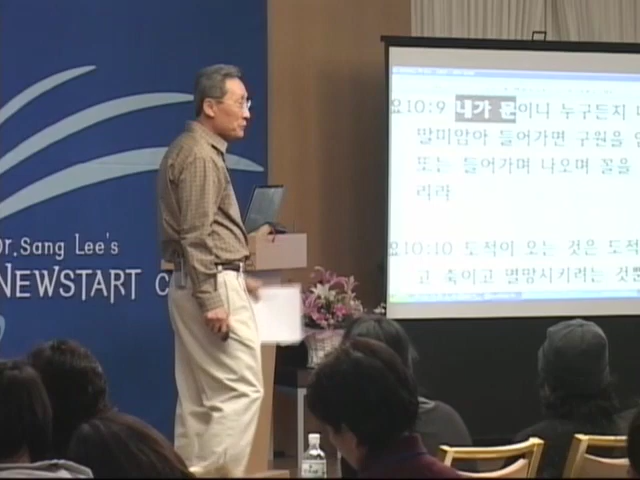 Dr. Sang Lee's
NEWSTART C
요10:9 내가 문이니 누구든지
말미암아 들어가면 구원을
또는 들어가며 나오며 꼴을
리라
요10:10 도적이 오는 것은 도적
고 죽이고 멸망시키려는 것뿐